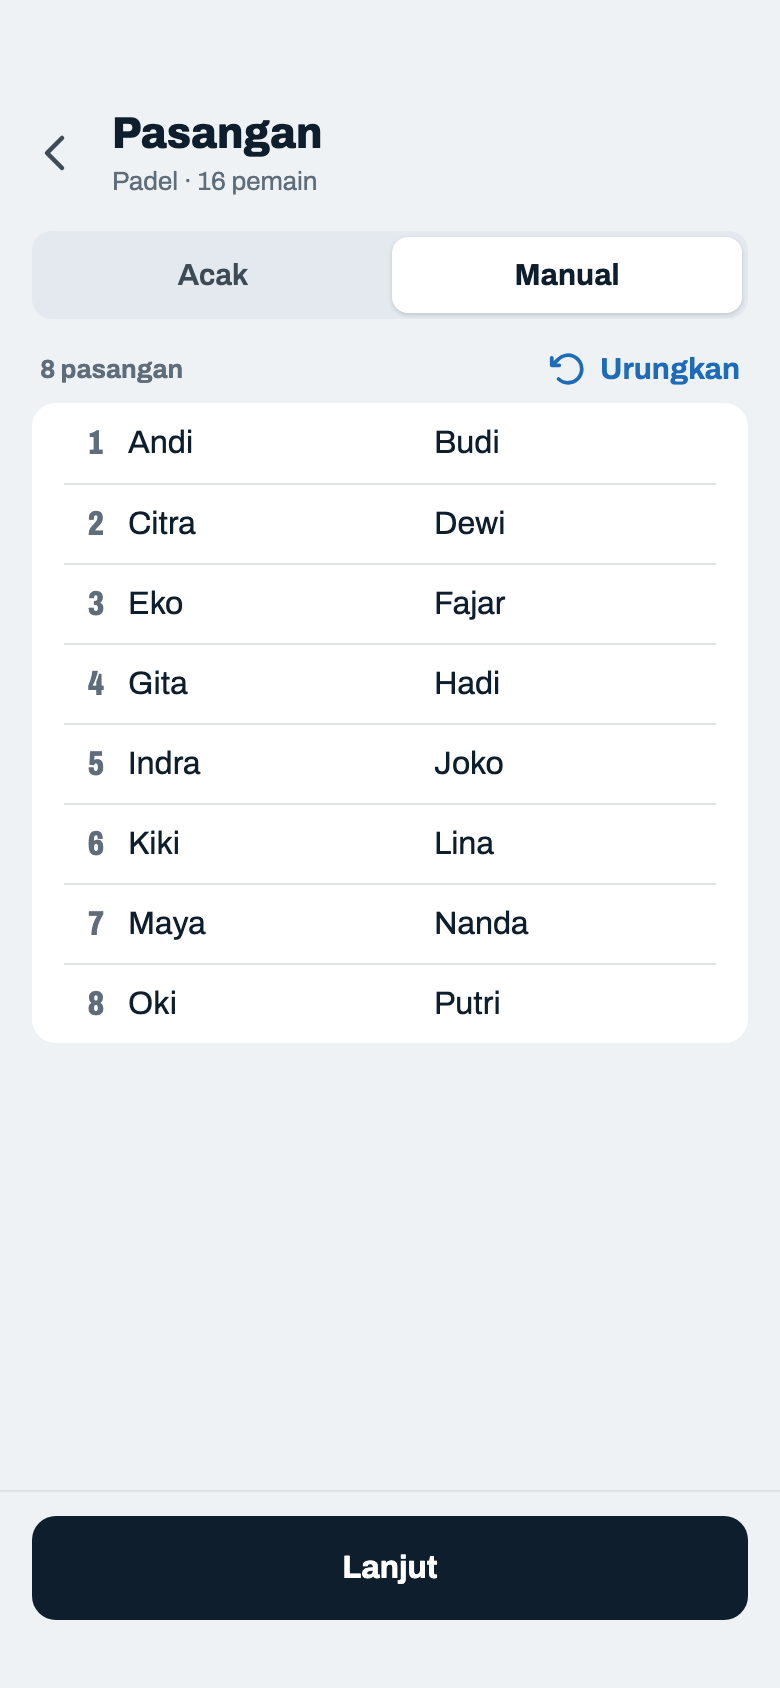 Pasangan
Padel · 16 pemain
Acak Manual
8 pasangan Urungkan
1 Andi Budi
2 Citra Dewi
3 Eko Fajar
4 Gita Hadi
5 Indra Joko
6 Kiki Lina
7 Maya Nanda
8 Oki Putri
Lanjut